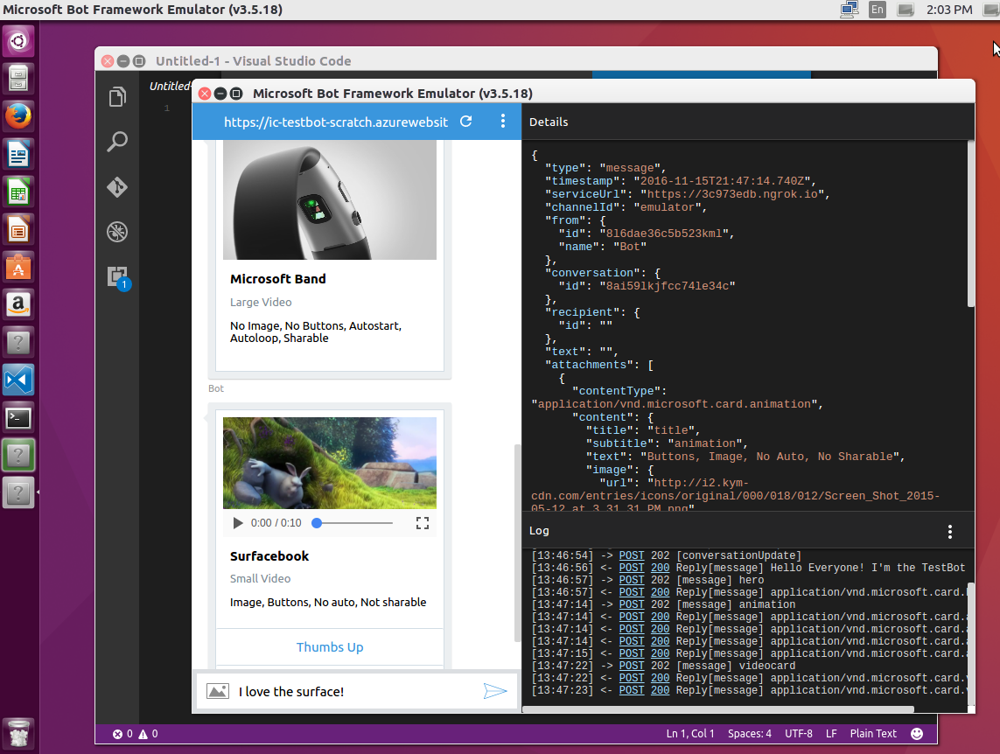 Microsoft Bot Framework Emulator (v3.5.18)
En
2:03 PM
Untitled-1 - Visual Studio Code
Untitled-
1
1
Microsoft Bot Framework Emulator (v3.5.18)
https://ic-testbot-scratch.azurewebsit
Microsoft Band
Large Video
No Image, No Buttons, Autostart,
Autoloop, Sharable
Bot
0:00 / 0:10
Surfacebook
Small Video
Image, Buttons, No auto, Not sharable
Thumbs Up
I love the surface!
Details
{
"type": "message",
"timestamp": "2016-11-15T21:47:14.740Z",
"serviceUrl": "https://3c973edb.ngrok.io",
"channelId": "emulator",
"from": {
"id": "8l6dae36c5b523kml",
"name": "Bot"
},
"conversation": {
"id": "8ai59lkjfcc74le34c"
},
"recipient": {
"id": ""
},
"text": "",
"attachments": [
{
"contentType":
"application/vnd.microsoft.card.animation",
"content": {
"title": "title",
"subtitle": "animation",
"text": "Buttons, Image, No Auto, No Sharable",
"image": {
"url": "http://i2.kym-
cdn.com/entries/icons/original/000/018/012/Screen_Shot_2015-
05-12_at_3.31.31_PM.png"
Log
[13:46:54] -> POST 202 [conversationUpdate]
[13:46:56] <- POST 200 Reply[message] Hello Everyone! I'm the TestBot
[13:46:57] -> POST 202 [message] hero
[13:46:57] <- POST 200 Reply[message] application/vnd.microsoft.card.
[13:47:14] -> POST 202 [message] animation
[13:47:14] <- POST 200 Reply[message] application/vnd.microsoft.card.a
[13:47:14] <- POST 200 Reply[message] application/vnd.microsoft.card.a
[13:47:14] <- POST 200 Reply[message] application/vnd.microsoft.card.a
[13:47:15] <- POST 200 Reply[message] application/vnd.microsoft.card.a
[13:47:22] -> POST 202 [message] videocard
[13:47:22] <- POST 200 Reply[message] application/vnd.microsoft.card.v
[13:47:23] <- POST 200 Reply[message] application/vnd.microsoft.card.v
0 0
Ln 1, Col 1 Spaces: 4 UTF-8 LF Plain Text